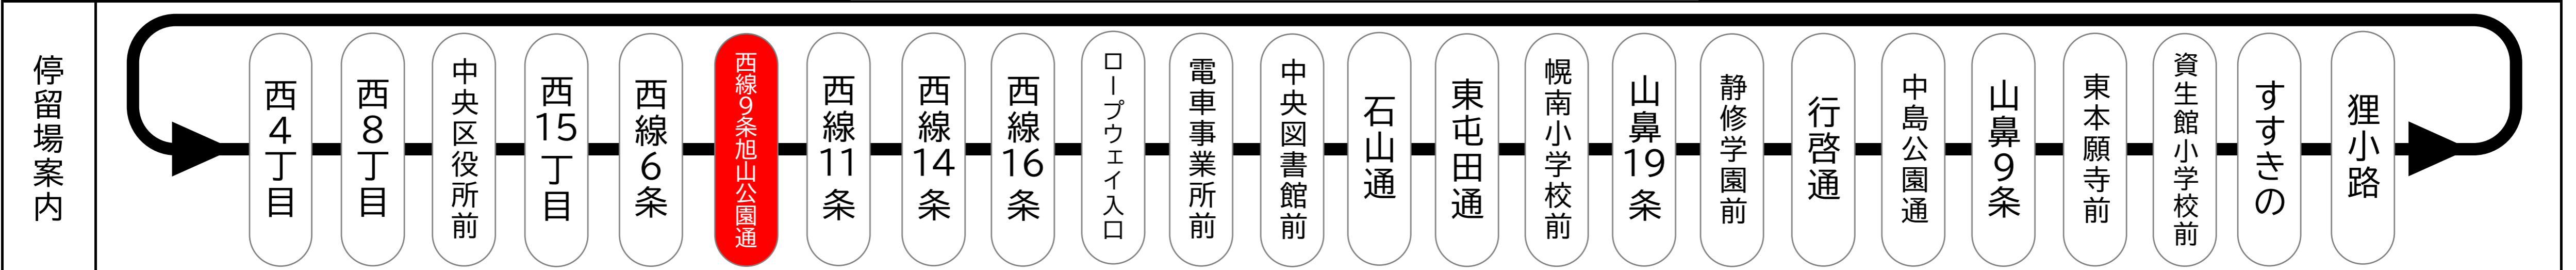 停留場案内
西4丁目
西8丁目
中央区役所前
西15丁目
西線6条
西線9条旭山公園通
西線11条
西線14条
西線16条
ロープウェイ入口
電車事業所前
中央図書館前
石山通
東屯田通
幌南小学校前
山鼻19条
静修学園前
行啓通
中島公園通
山鼻9条
東本願寺前
資生館小学校前
すすきの
狸小路